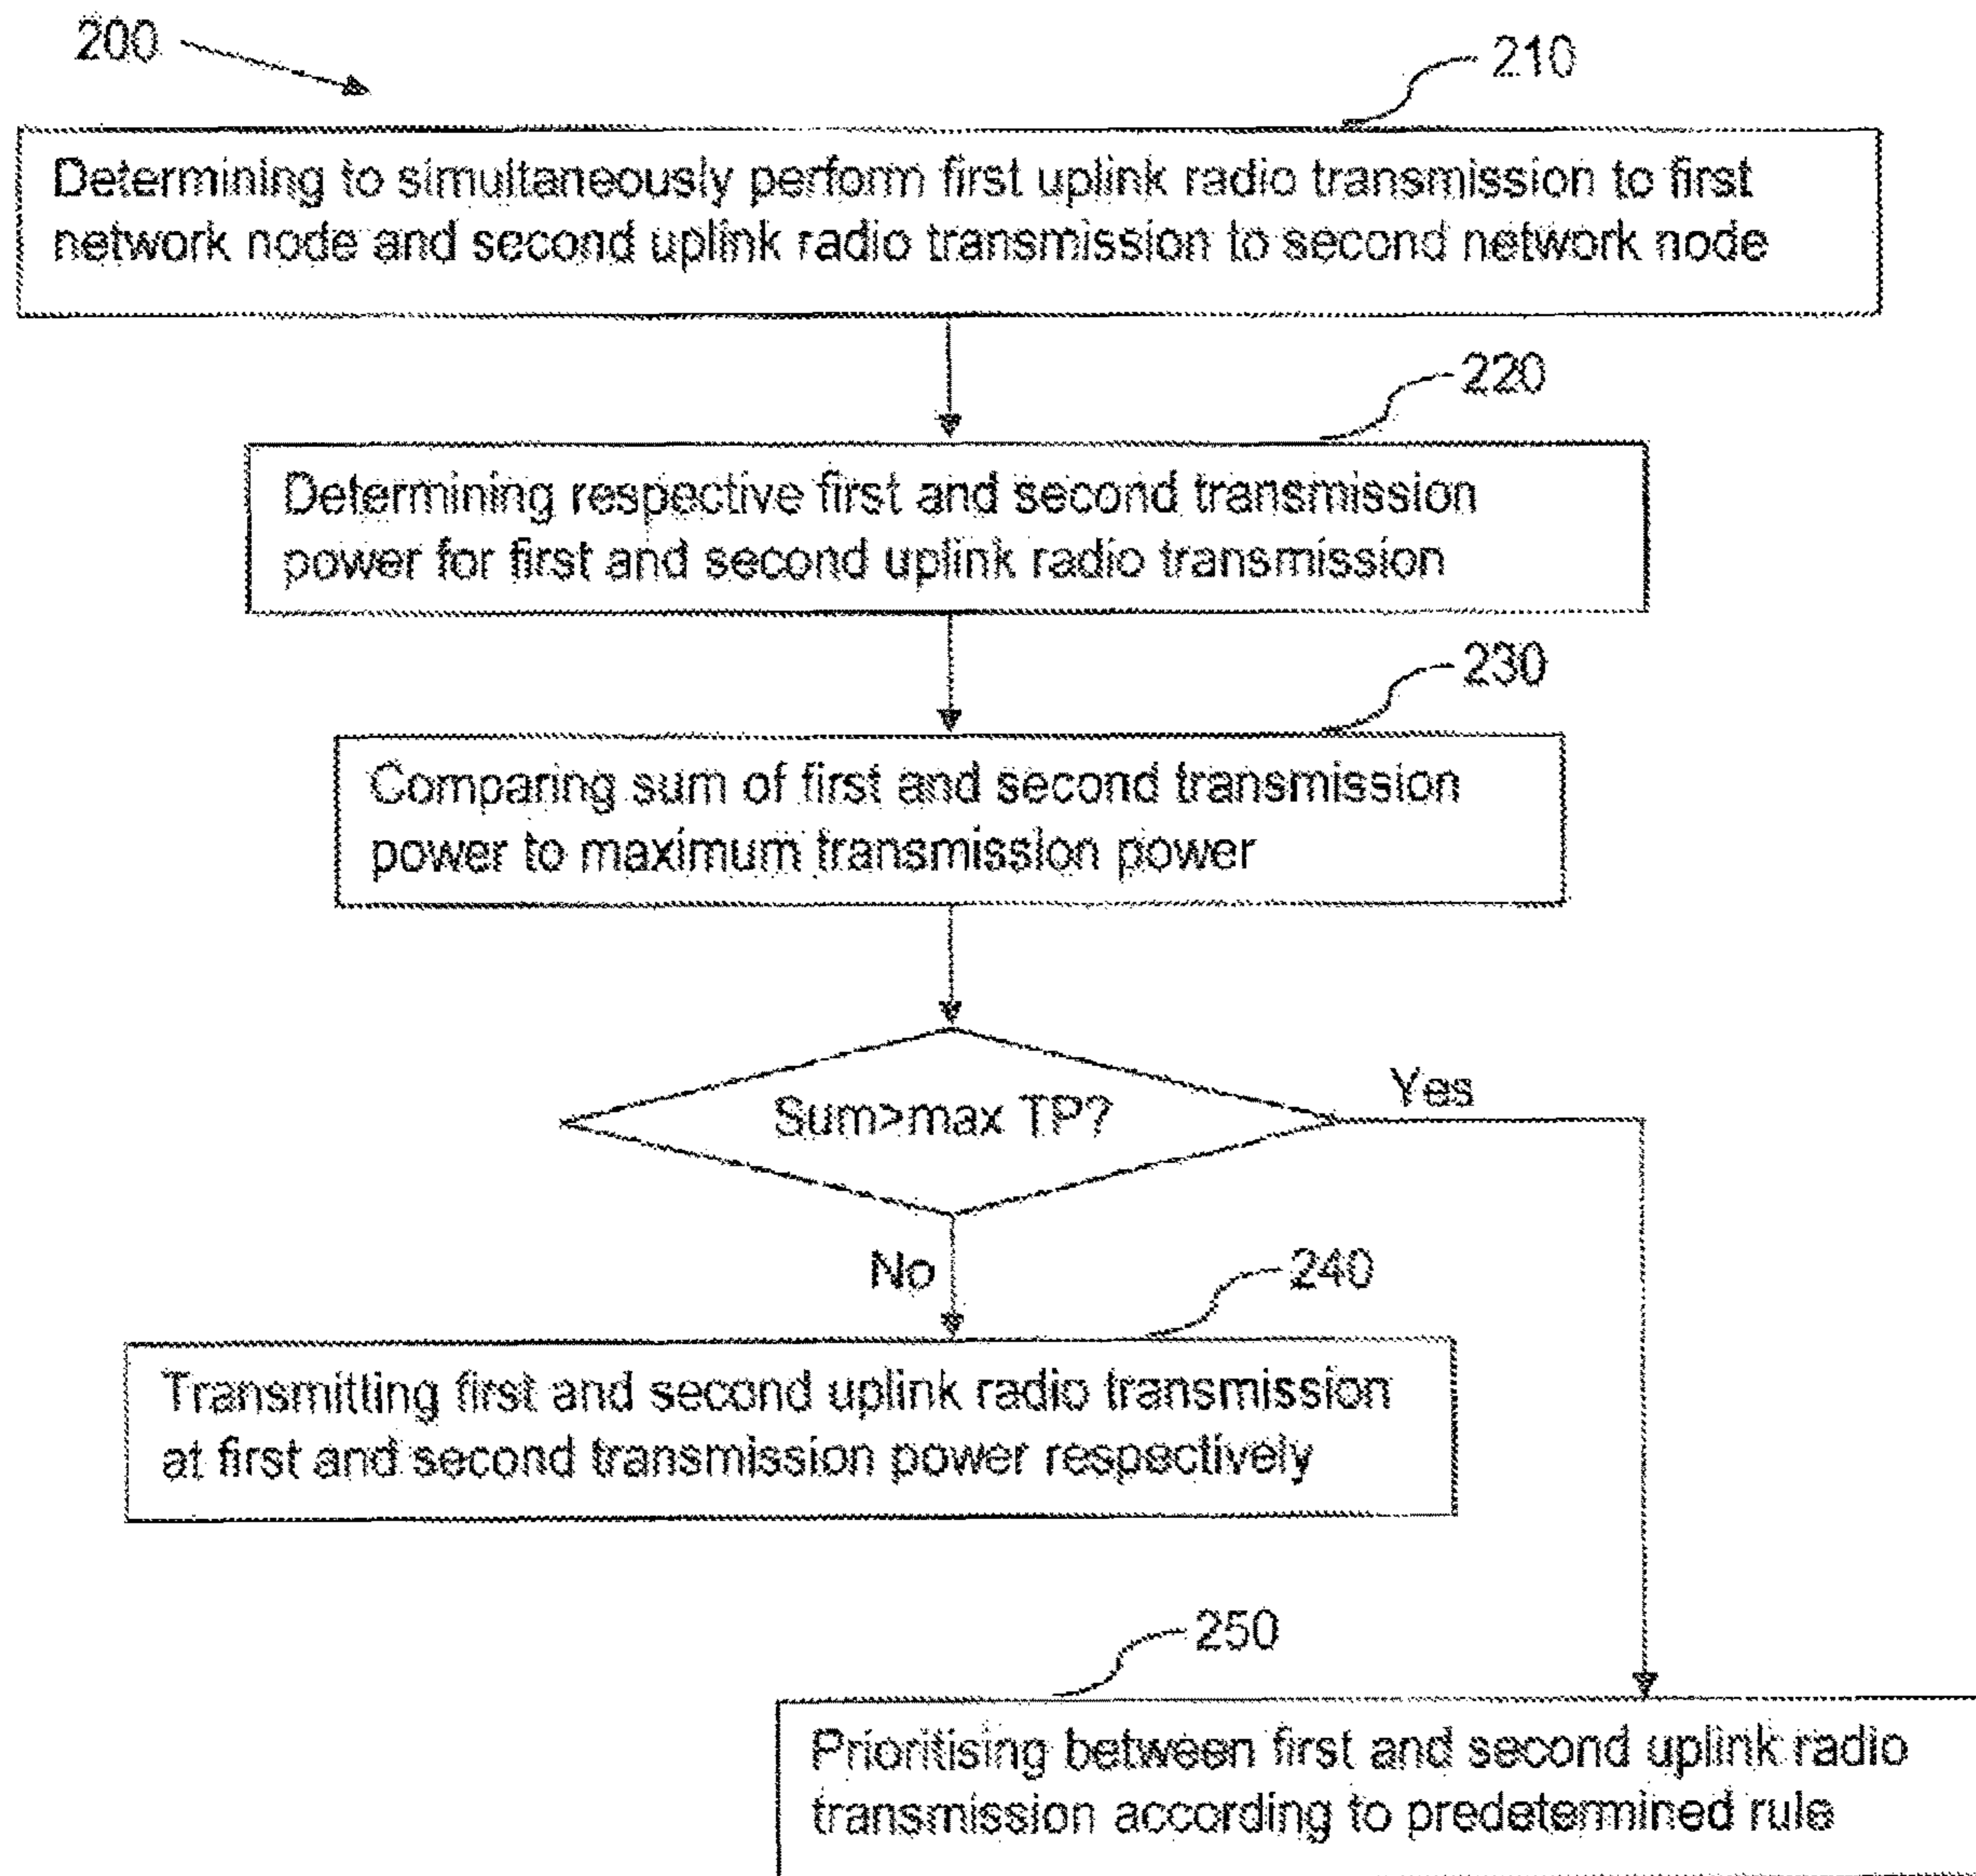 200
210
Determining to simultaneously perform first uplink radio transmission to first
network node and second uplink radio transmission to second network node
220
Determining respective first and second transmission
power for first and second uplink radio transmission
230
Comparing sum of first and second transmission
power to maximum transmission power
Sum>max TP?
Yes
No
240
Transmitting first and second uplink radio transmission
at first and second transmission power respectively
250
Prioritising between first and second uplink radio
transmission according to predetermined rule